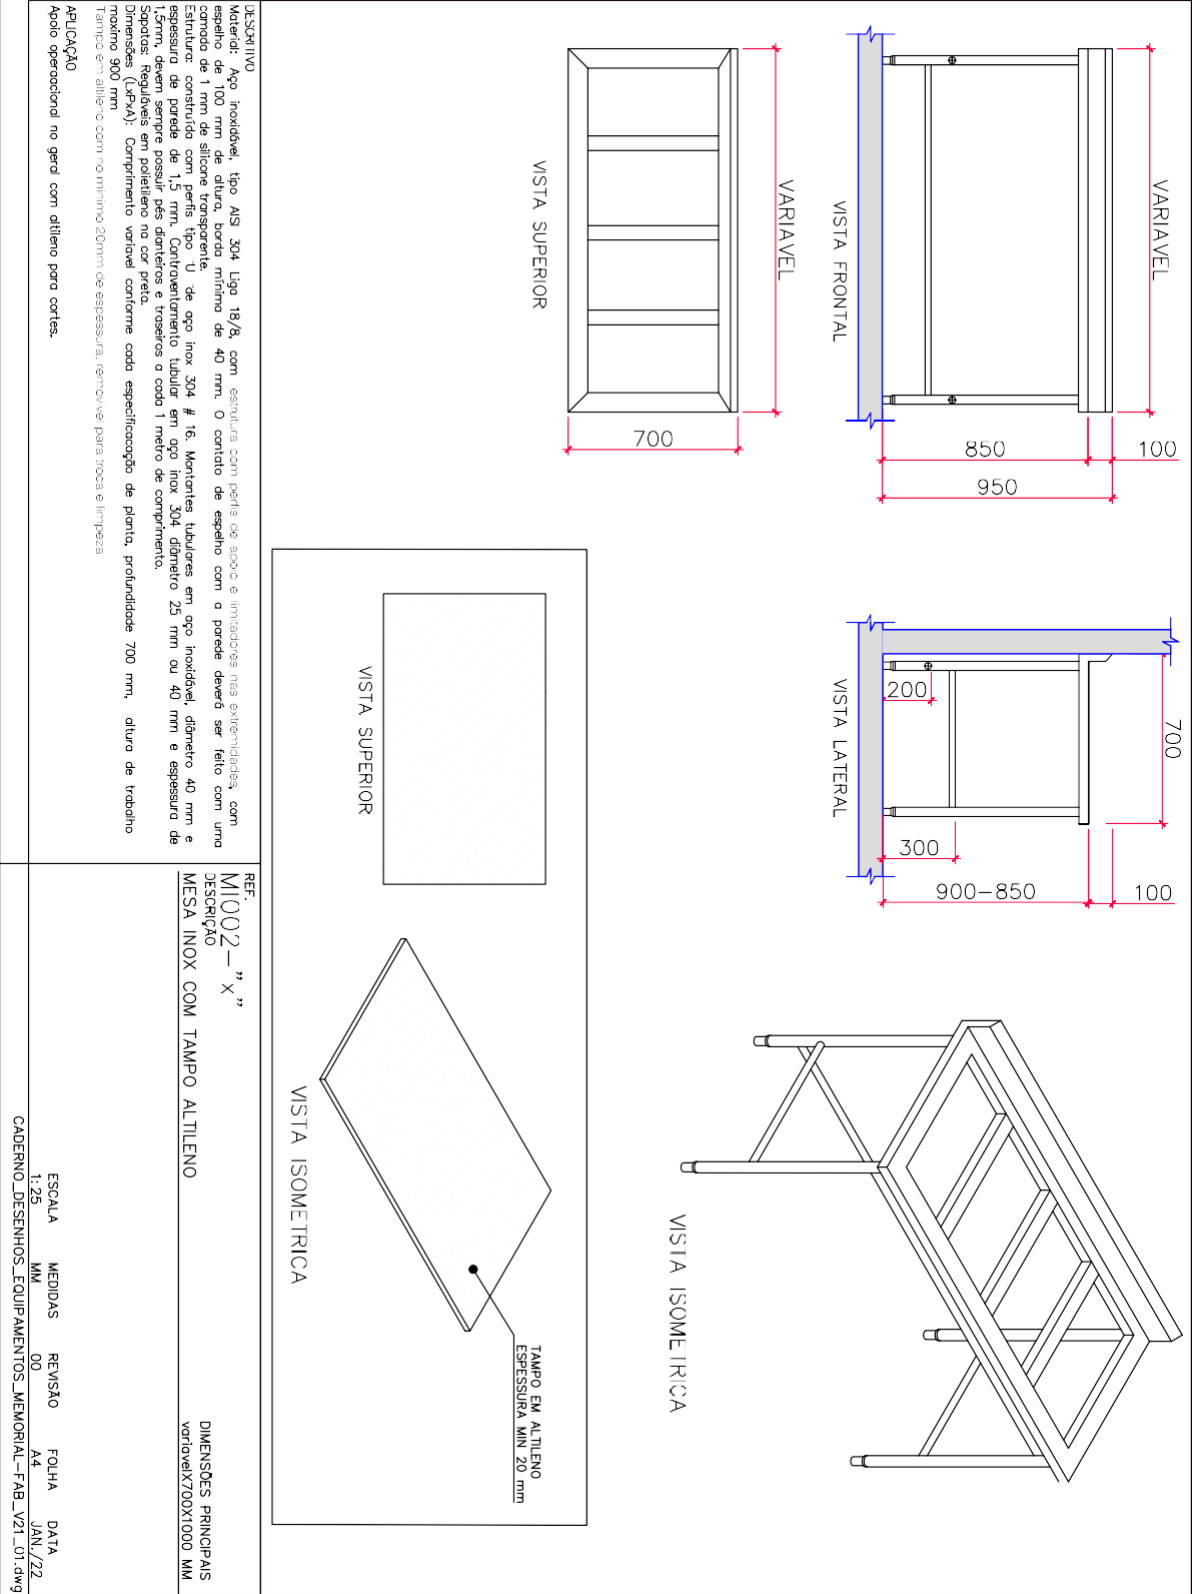 VARIAVEL
VISTA FRONTAL
850
100
950
700
200
300
900-850
100
VISTA LATERAL
VARIAVEL
700
VISTA SUPERIOR
VISTA ISOMETRICA
VISTA SUPERIOR
VISTA ISOMETRICA
TAMPO EM ALTILENO
ESPESSURA MIN 20 mm
DESCRITIVO
Material: Aço inoxidável, tipo AISI 304 Liga 18/8, com estrutura com perfis de apoio e limitadores nas extremidades, com
espelho de 100 mm de altura, borda mínima de 40 mm. O contato de espelho com a parede deverá ser feito com uma
camada de 1 mm de silicone transparente.
Estrutura: construída com perfis tipo U de aço inox 304 # 16. Montantes tubulares em aço inoxidável, diâmetro 40 mm e
espessura de parede de 1,5 mm. Contraventamento tubular em aço inox 304 diâmetro 25 mm ou 40 mm e espessura de
1,5mm, devem sempre possuir pés dianteiros e traseiros a cada 1 metro de comprimento.
Sapatas: Reguláveis em polietileno na cor preta.
Dimensões (LxPxA): Comprimento variavel conforme cada especificacação de planta, profundidade 700 mm, altura de trabalho
maximo 900 mm
Tampo em altileno com no minimo 20mm de espessura, removivel para troca e limpeza
APLICAÇÃO
Apoio operacional no geral com altileno para cortes.
REF.
MI002-"x"
DESCRIÇÃO
MESA INOX COM TAMPO ALTILENO
DIMENSÕES PRINCIPAIS
variavelX700X1000 MM
ESCALA MEDIDAS REVISÃO FOLHA DATA
1:25 MM 00 A4 JAN./22
CADERNO_DESENHOS_EQUIPAMENTOS_MEMORIAL-FAB_V21_01.dwg